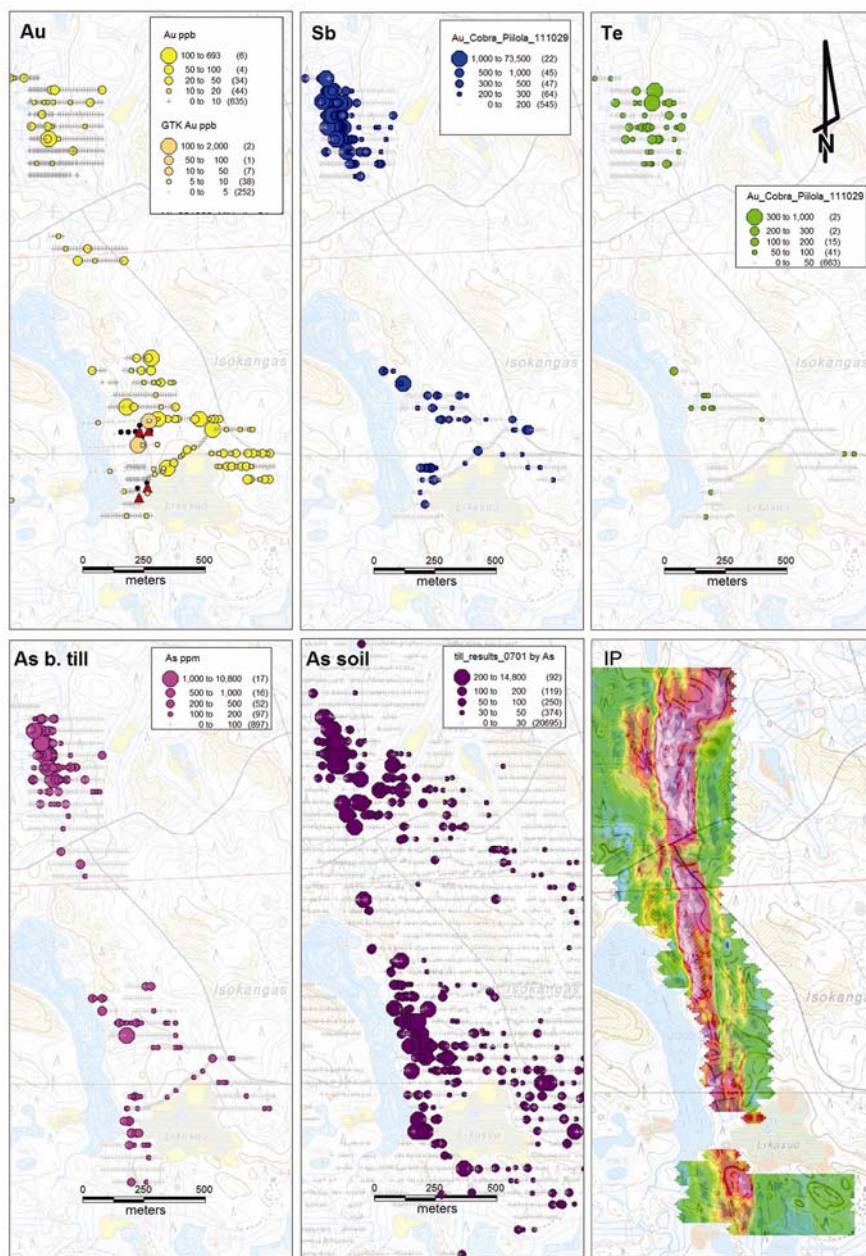 Au
Au ppb
100 to 693 (6)
50 to 100 (4)
20 to 50 (34)
10 to 20 (44)
0 to 10 (635)
GTK Au ppb
100 to 2,000 (2)
50 to 100 (1)
10 to 50 (7)
5 to 10 (38)
0 to 5 (252)
Isokangas
Likasuo
0 250 500
meters
Sb
Au_Cobra_Piilola_111029
1,000 to 73,500 (22)
500 to 1,000 (45)
300 to 500 (47)
200 to 300 (64)
0 to 200 (545)
Isokangas
Likasuo
0 250 500
meters
Te
N
Au_Cobra_Piilola_111029
300 to 1,000 (2)
200 to 300 (2)
100 to 200 (15)
50 to 100 (41)
0 to 50 (663)
Isokangas
Likasuo
0 250 500
meters
As b. till
As ppm
1,000 to 10,800 (17)
500 to 1,000 (16)
200 to 500 (52)
100 to 200 (97)
0 to 100 (897)
Isokangas
Likasuo
0 250 500
meters
As soil
till_results_0701 by As
200 to 14,800 (92)
100 to 200 (119)
50 to 100 (250)
30 to 50 (374)
0 to 30 (20695)
Isokangas
Likasuo
0 250 500
meters
IP
Isokangas
Likasuo